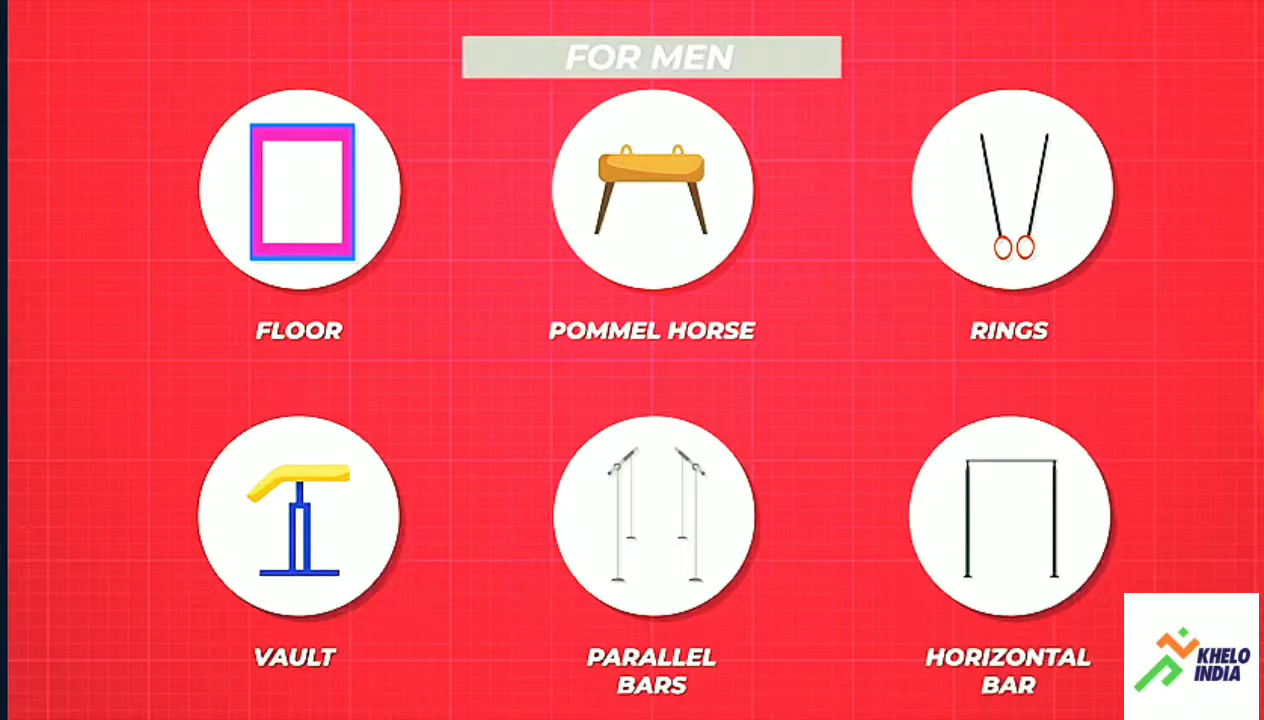 FOR MEN
FLOOR
POMMEL HORSE
RINGS
VAULT
PARALLEL
BARS
HORIZONTAL
BAR
KHELO
INDIA